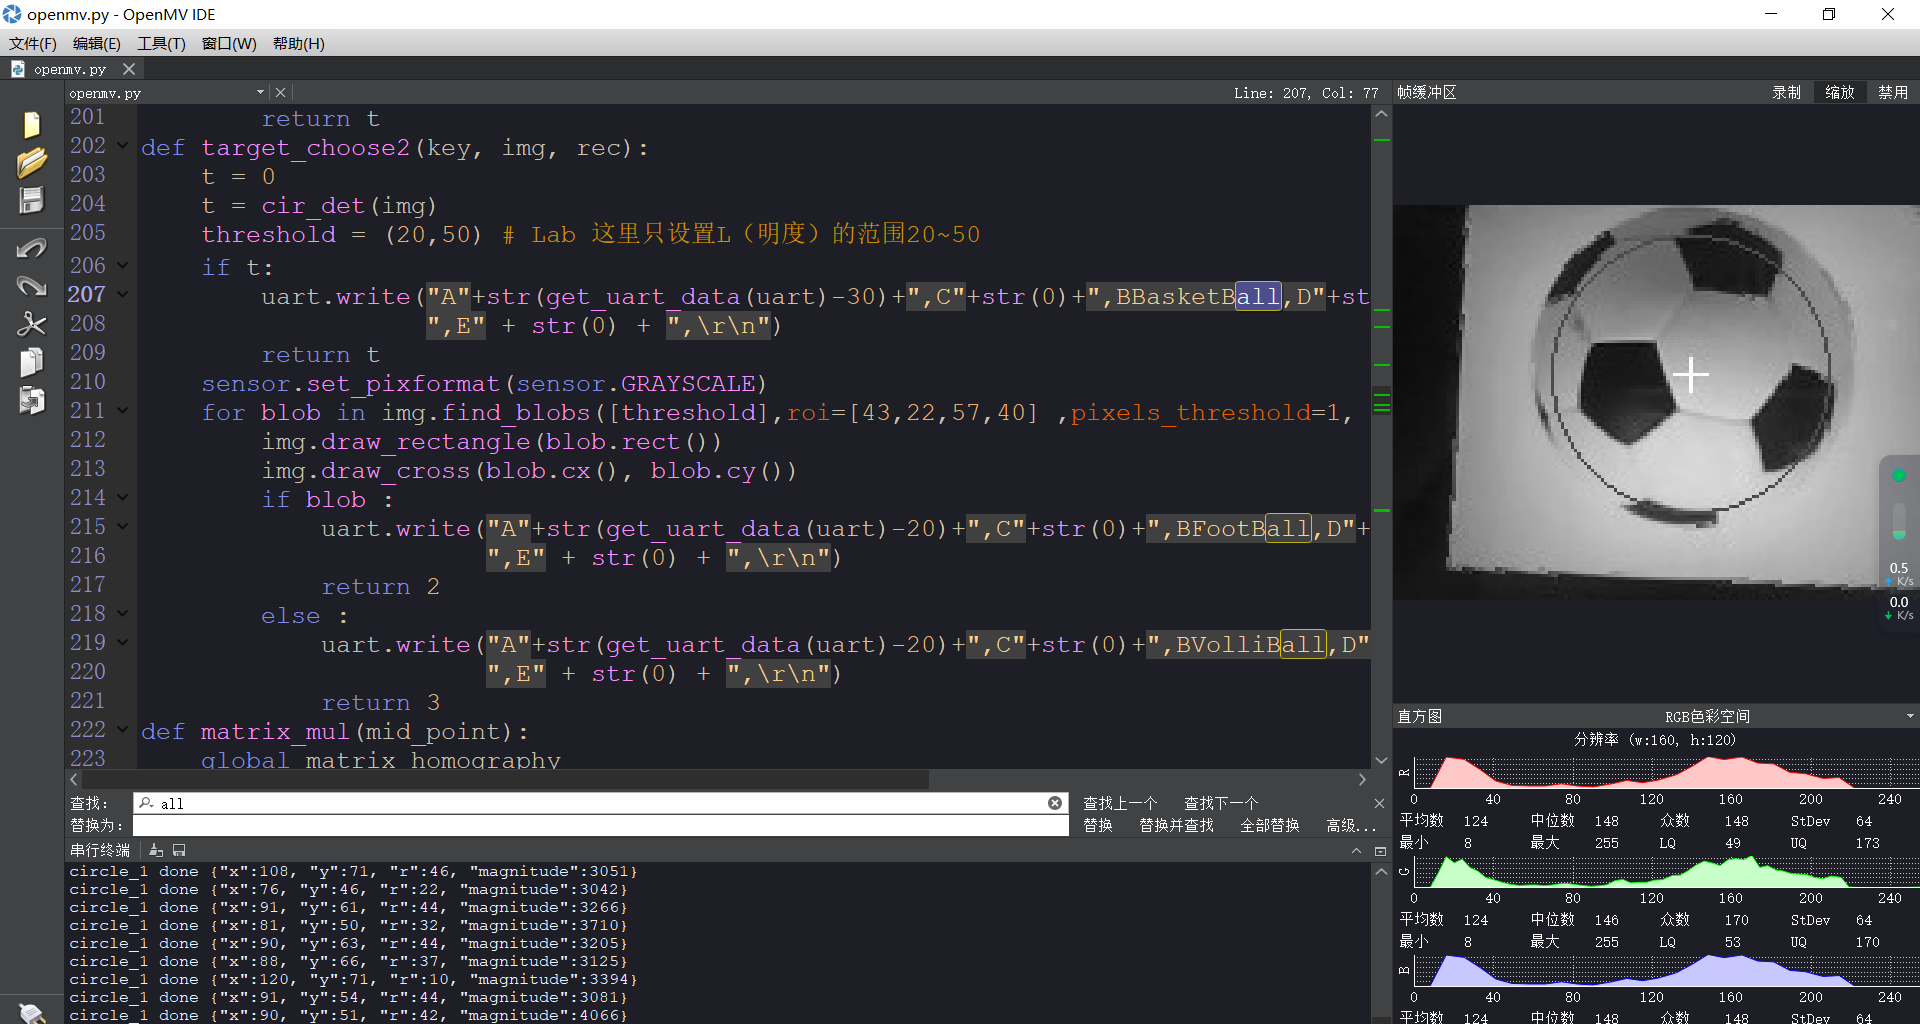 openmv.py - OpenMV IDE
文件(F) 编辑(E) 工具(T) 窗口(W) 帮助(H)
openmv.py
openmv.py
Line: 207, Col: 77
201 return t
202 def target_choose2(key, img, rec):
203 t = 0
204 t = cir_det(img)
205 threshold = (20,50) # Lab 这里只设置L（明度）的范围20~50
206 if t:
207 uart.write("A"+str(get_uart_data(uart)-30)+",C"+str(0)+",BBasketBall,D"+st
208 ",E" + str(0) + ",\r\n")
209 return t
210 sensor.set_pixformat(sensor.GRAYSCALE)
211 for blob in img.find_blobs([threshold],roi=[43,22,57,40] ,pixels_threshold=1,
212 img.draw_rectangle(blob.rect())
213 img.draw_cross(blob.cx(), blob.cy())
214 if blob :
215 uart.write("A"+str(get_uart_data(uart)-20)+",C"+str(0)+",BFootBall,D"+
216 ",E" + str(0) + ",\r\n")
217 return 2
218 else :
219 uart.write("A"+str(get_uart_data(uart)-20)+",C"+str(0)+",BVolliBall,D"
220 ",E" + str(0) + ",\r\n")
221 return 3
222 def matrix_mul(mid_point):
223 global matrix_homography
查找: all 查找上一个 查找下一个
替换为: 替换 替换并查找 全部替换 高级...
串行终端
circle_1 done {"x":108, "y":71, "r":46, "magnitude":3051}
circle_1 done {"x":76, "y":46, "r":22, "magnitude":3042}
circle_1 done {"x":91, "y":61, "r":44, "magnitude":3266}
circle_1 done {"x":81, "y":50, "r":32, "magnitude":3710}
circle_1 done {"x":90, "y":63, "r":44, "magnitude":3205}
circle_1 done {"x":88, "y":66, "r":37, "magnitude":3125}
circle_1 done {"x":120, "y":71, "r":10, "magnitude":3394}
circle_1 done {"x":91, "y":54, "r":44, "magnitude":3081}
circle_1 done {"x":90, "y":51, "r":42, "magnitude":4066}
帧缓冲区 录制 缩放 禁用
0.5
K/s
0.0
K/s
直方图 RGB色彩空间
分辨率 (w:160, h:120)
R
0 40 80 120 160 200 240
平均数 124 中位数 148 众数 148 StDev 64
最小 8 最大 255 LQ 49 UQ 173
G
0 40 80 120 160 200 240
平均数 124 中位数 146 众数 170 StDev 64
最小 8 最大 255 LQ 53 UQ 170
B
0 40 80 120 160 200 240
平均数 124 中位数 148 众数 148 StDev 64